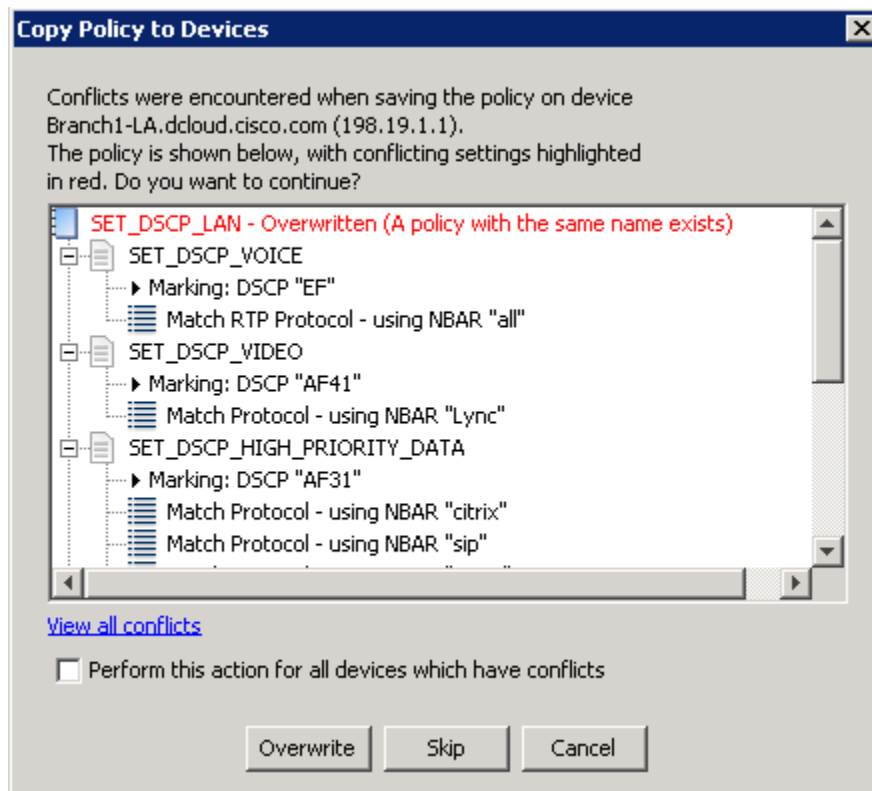 Copy Policy to Devices
Conflicts were encountered when saving the policy on device
Branch1-LA.dcloud.cisco.com (198.19.1.1).
The policy is shown below, with conflicting settings highlighted
in red. Do you want to continue?
SET_DSCP_LAN - Overwritten (A policy with the same name exists)
SET_DSCP_VOICE
Marking: DSCP "EF"
Match RTP Protocol - using NBAR "all"
SET_DSCP_VIDEO
Marking: DSCP "AF41"
Match Protocol - using NBAR "Lync"
SET_DSCP_HIGH_PRIORITY_DATA
Marking: DSCP "AF31"
Match Protocol - using NBAR "citrix"
Match Protocol - using NBAR "sip"
View all conflicts
Perform this action for all devices which have conflicts
Overwrite Skip Cancel